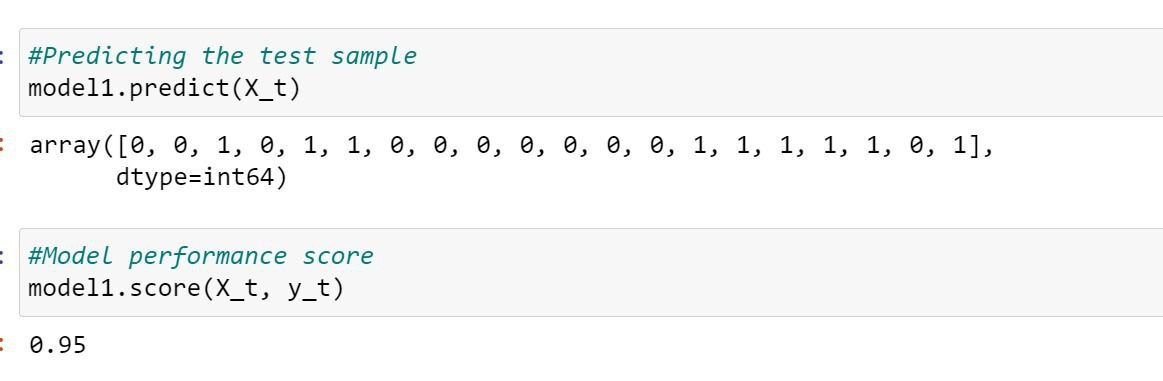 #Predicting the test sample
model1.predict(X_t)
array([0, 0, 1, 0, 1, 1, 0, 0, 0, 0, 0, 0, 0, 1, 1, 1, 1, 1, 0, 1],
dtype=int64)
#Model performance score
model1.score(X_t, y_t)
0.95